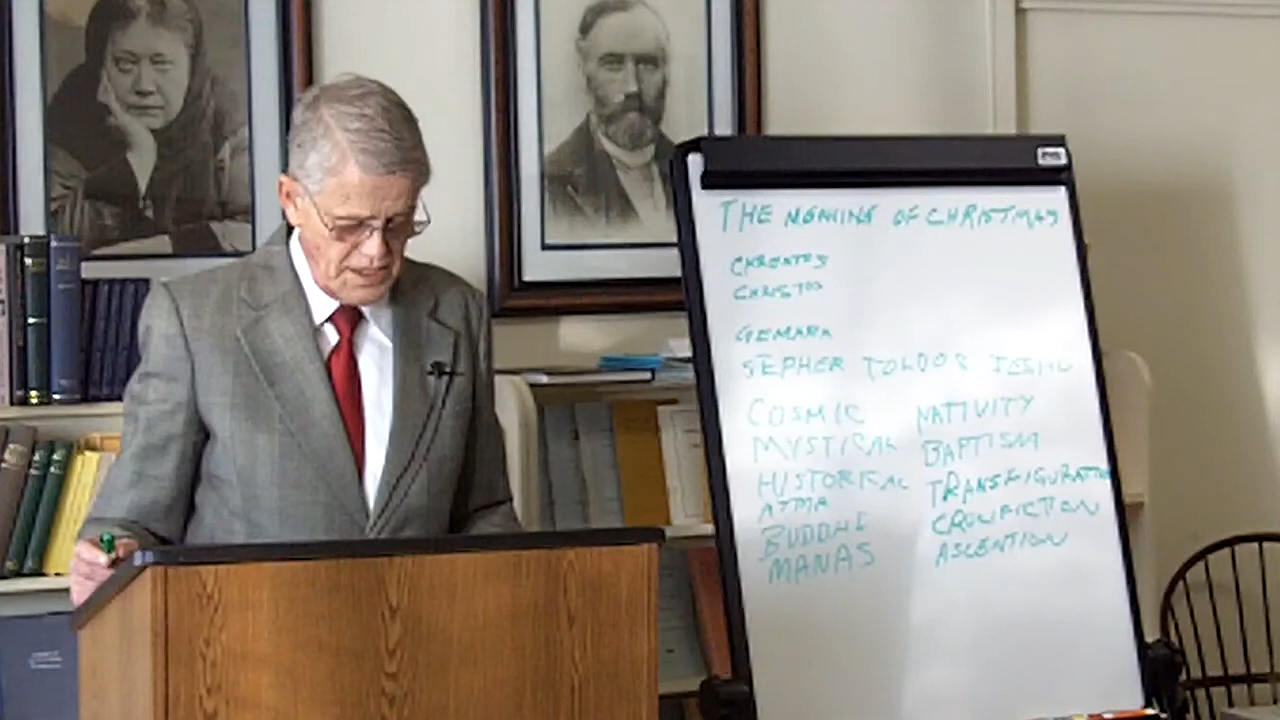 THE MEANING OF CHRISTMAS
CHRESTOS
CHRISTOS
GEMARA
SEPHER TOLDOS JESHU
COSMIC NATIVITY
MYSTICAL BAPTISM
HISTORICAL TRANSFIGURATION
ATMA CRUCIFICTION
BUDDHI ASCENTION
MANAS